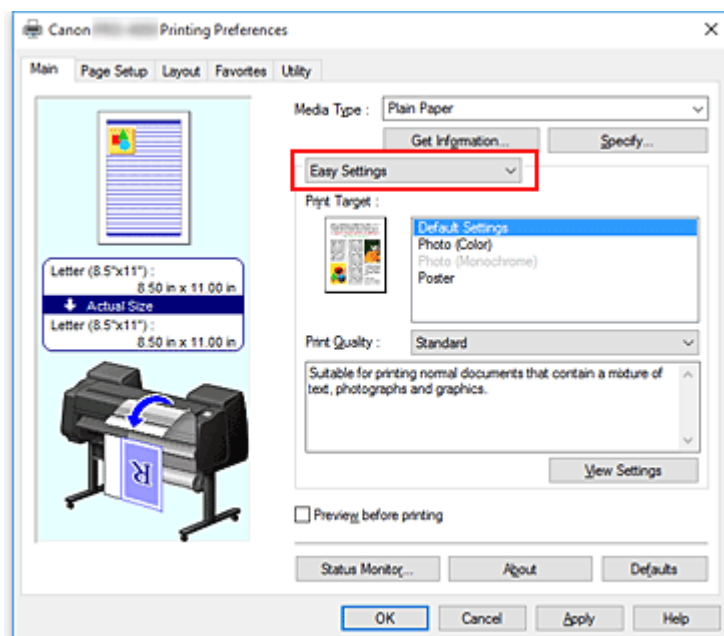 Canon Printing Preferences
Main Page Setup Layout Favorites Utility
Media Type : Plain Paper
Get Information... Specify...
Easy Settings
Print Target :
Default Settings
Photo (Color)
Photo (Monochrome)
Poster
Letter (8.5"x11") :
8.50 in x 11.00 in
Actual Size
Letter (8.5"x11") :
8.50 in x 11.00 in
Print Quality : Standard
Suitable for printing normal documents that contain a mixture of
text, photographs and graphics.
R
View Settings
Preview before printing
Status Monitor... About Defaults
OK Cancel Apply Help